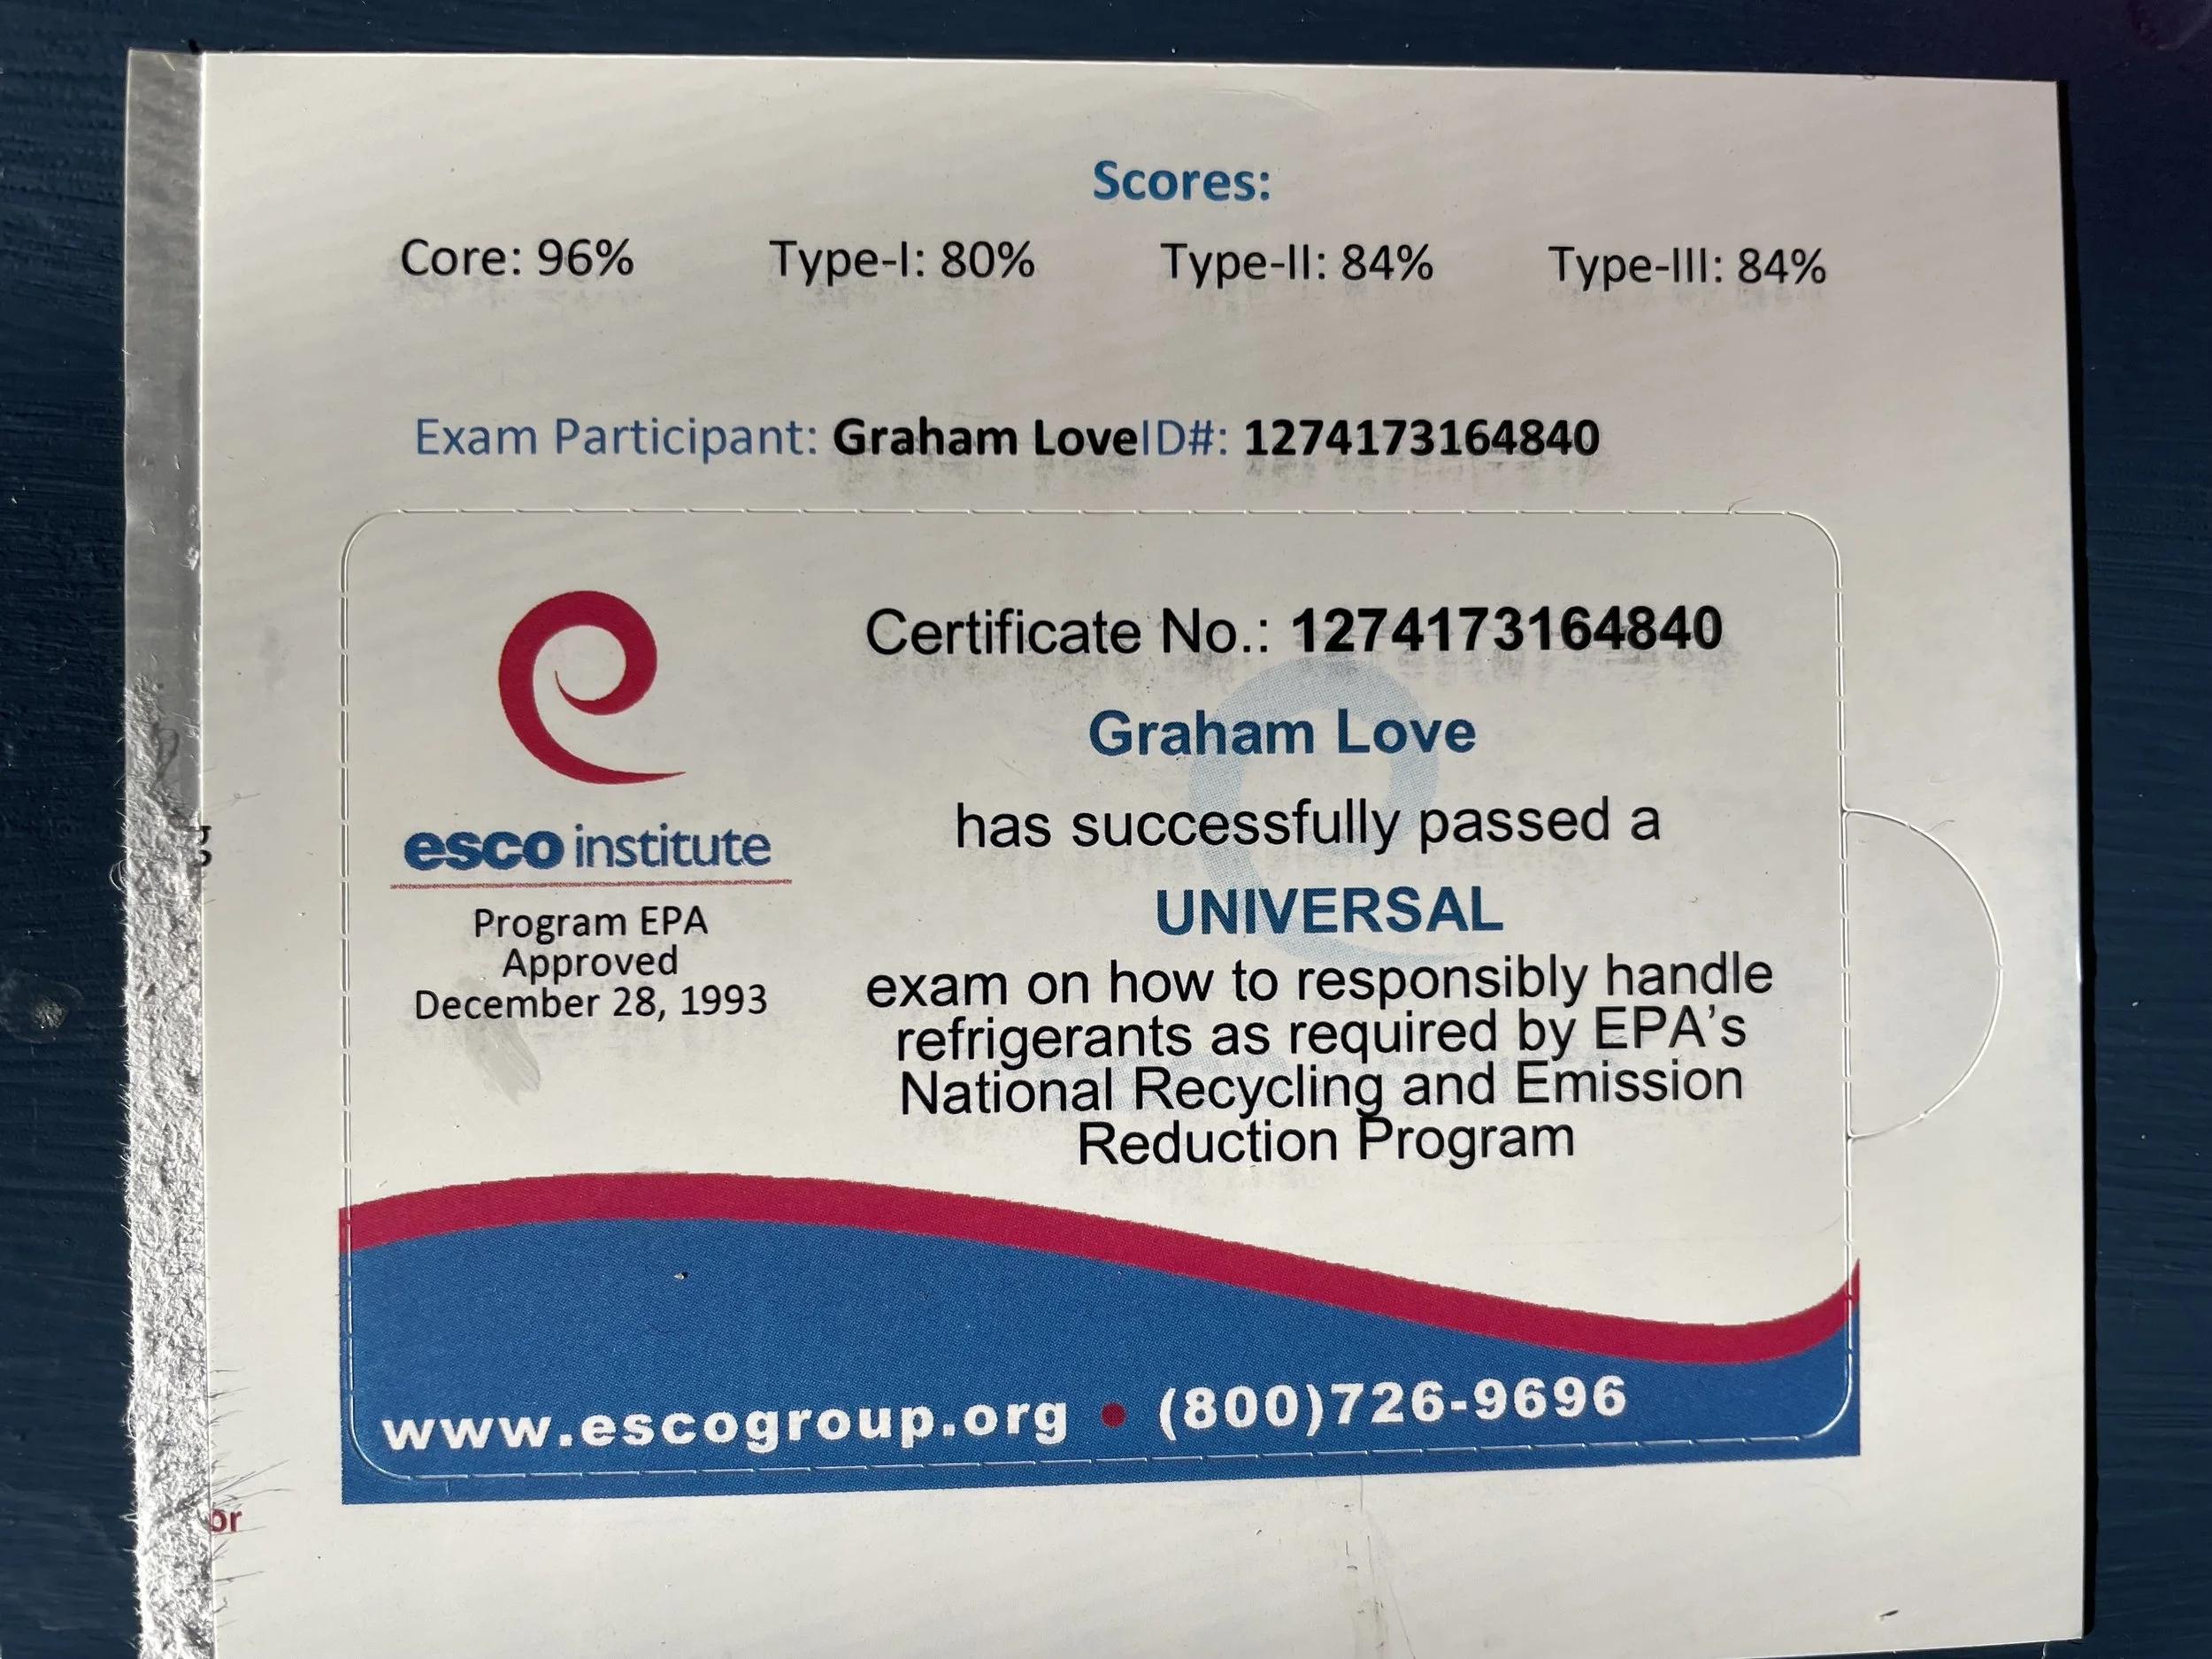 Scores:
Core: 96% Type-I: 80% Type-II: 84% Type-III: 84%
Exam Participant: Graham LoveID#: 1274173164840
Certificate No.: 1274173164840
Graham Love
has successfully passed a
UNIVERSAL
exam on how to responsibly handle
refrigerants as required by EPA's
National Recycling and Emission
Reduction Program
esco institute
Program EPA
Approved
December 28, 1993
www.escogroup.org • (800)726-9696
or